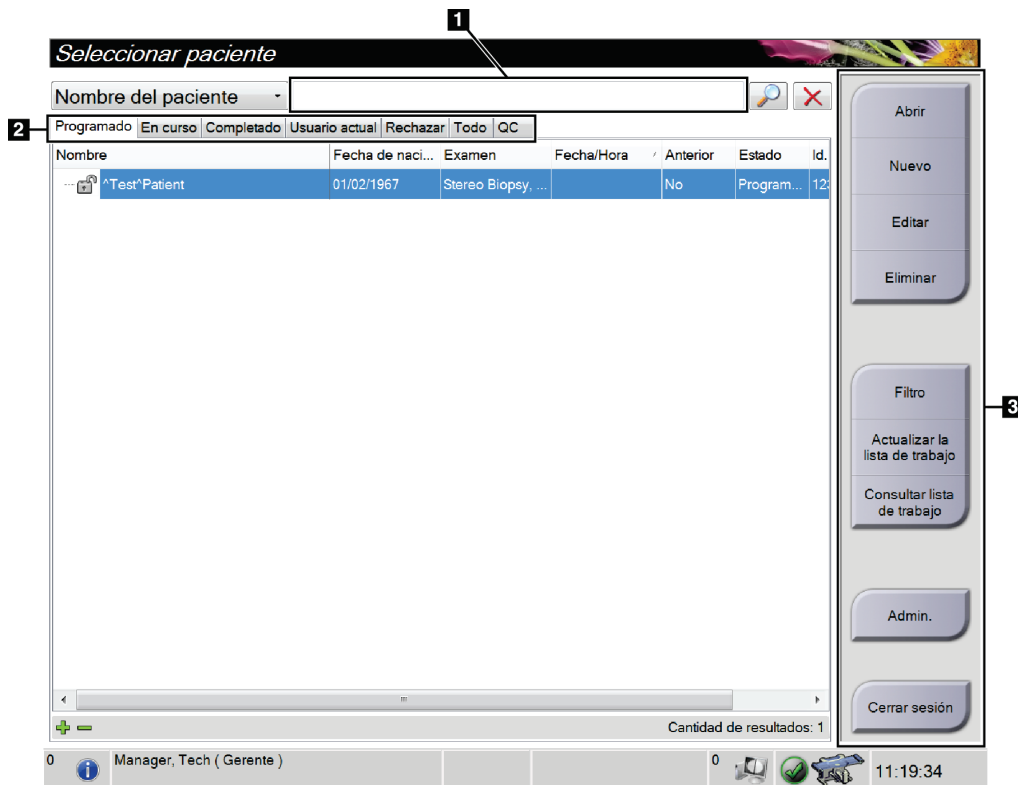 1
Seleccionar paciente
Nombre del paciente
2
Programado En curso Completado Usuario actual Rechazar Todo QC
Nombre Fecha de naci... Examen Fecha/Hora Anterior Estado Id.
^Test^Patient 01/02/1967 Stereo Biopsy, ... No Program... 12
Abrir
Nuevo
Editar
Eliminar
Filtro
3
Actualizar la
lista de trabajo
Consultar lista
de trabajo
Admin.
Cerrar sesión
Cantidad de resultados: 1
0 i Manager, Tech ( Gerente ) 0 11:19:34